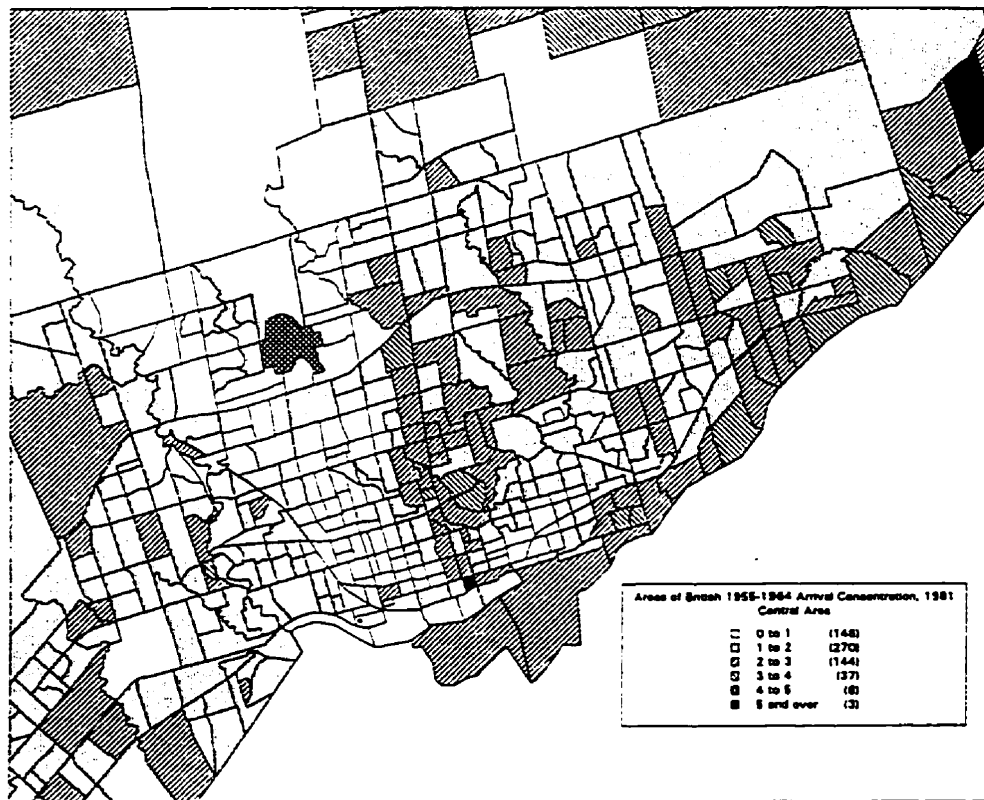 Areas of British 1955-1964 Arrival Concentration, 1981
Central Area
0 to 1 (148)
1 to 2 (270)
2 to 3 (144)
3 to 4 (37)
4 to 5 (6)
5 and over (3)